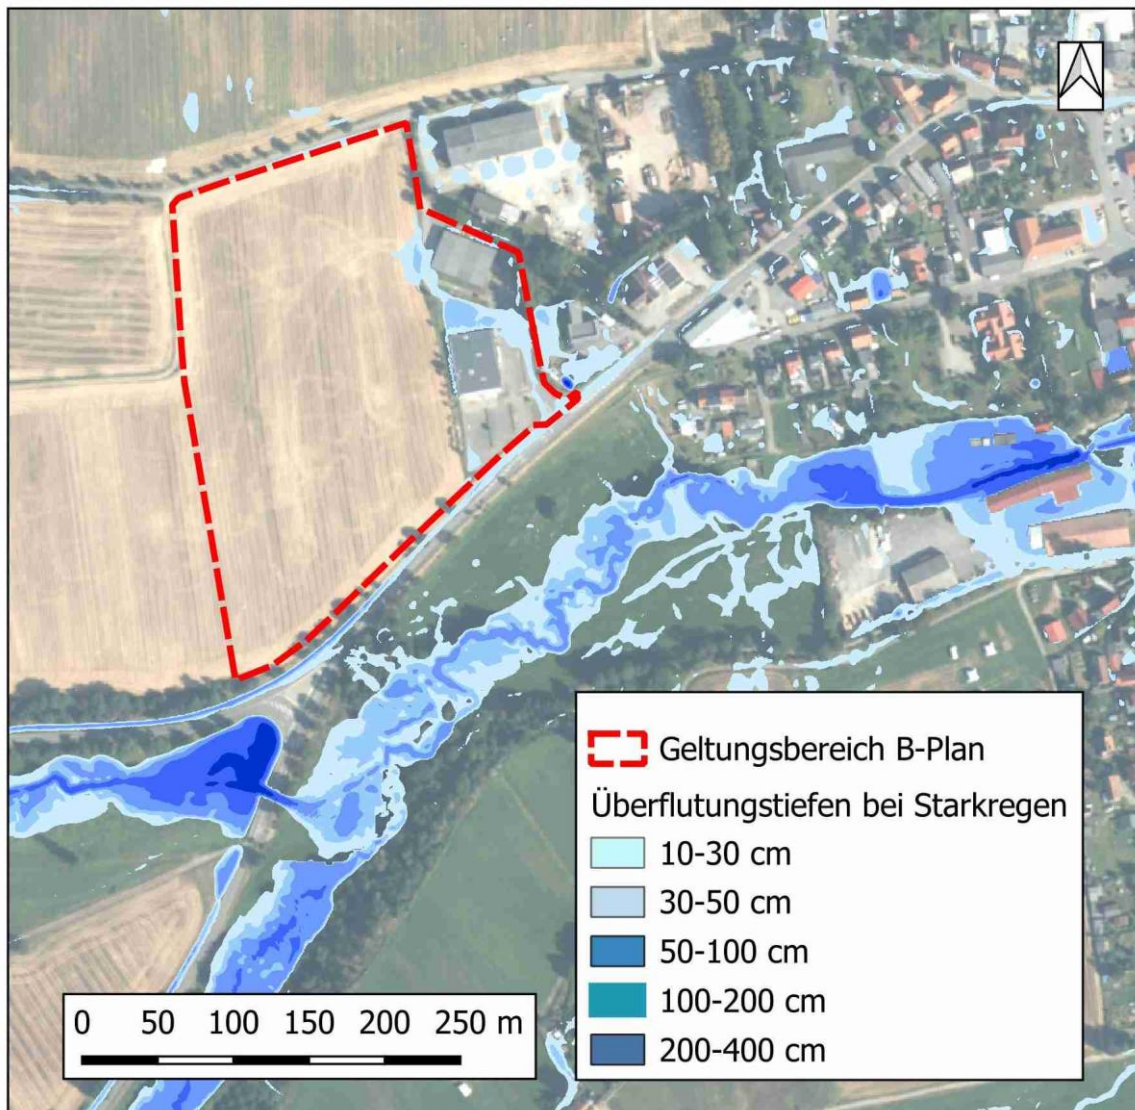 Geltungsbereich B-Plan
Überflutungstiefen bei Starkregen
10-30 cm
30-50 cm
50-100 cm
100-200 cm
200-400 cm
0 50 100 150 200 250 m